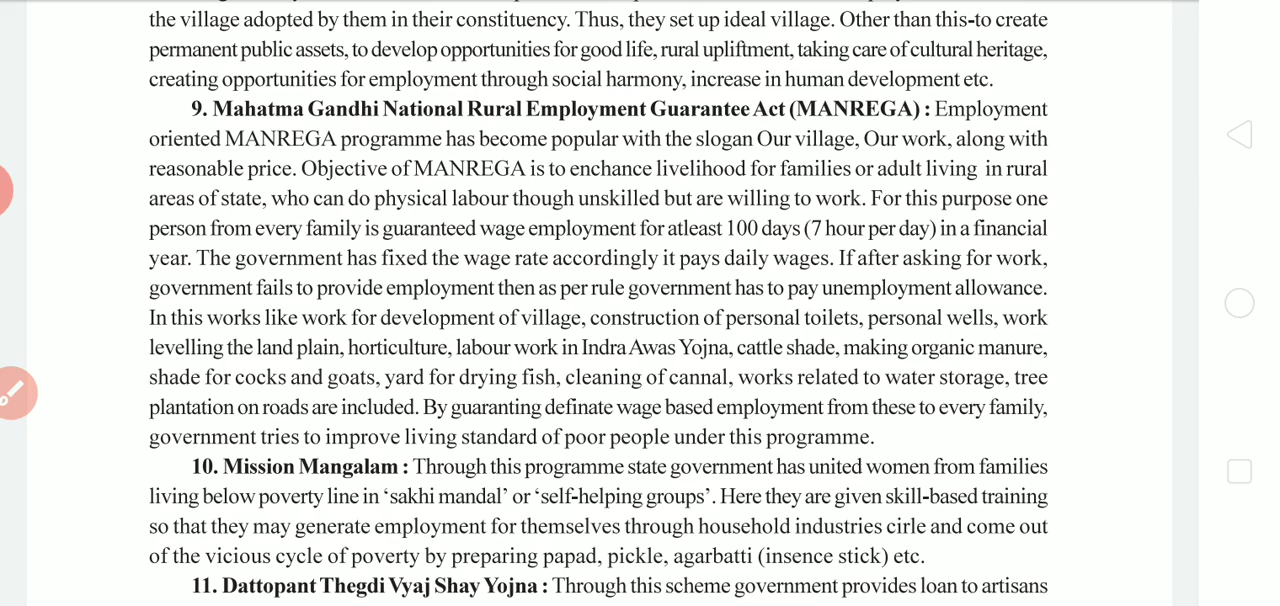 the village adopted by them in their constituency. Thus, they set up ideal village. Other than this-to create
permanent public assets, to develop opportunities for good life, rural upliftment, taking care of cultural heritage,
creating opportunities for employment through social harmony, increase in human development etc.
9. Mahatma Gandhi National Rural Employment Guarantee Act (MANREGA) : Employment
oriented MANREGA programme has become popular with the slogan Our village, Our work, along with
reasonable price. Objective of MANREGA is to enchance livelihood for families or adult living in rural
areas of state, who can do physical labour though unskilled but are willing to work. For this purpose one
person from every family is guaranteed wage employment for atleast 100 days (7 hour per day) in a financial
year. The government has fixed the wage rate accordingly it pays daily wages. If after asking for work,
government fails to provide employment then as per rule government has to pay unemployment allowance.
In this works like work for development of village, construction of personal toilets, personal wells, work
levelling the land plain, horticulture, labour work in Indra Awas Yojna, cattle shade, making organic manure,
shade for cocks and goats, yard for drying fish, cleaning of cannal, works related to water storage, tree
plantation on roads are included. By guaranting definate wage based employment from these to every family,
government tries to improve living standard of poor people under this programme.
10. Mission Mangalam : Through this programme state government has united women from families
living below poverty line in ‘sakhi mandal’ or ‘self-helping groups’. Here they are given skill-based training
so that they may generate employment for themselves through household industries cirle and come out
of the vicious cycle of poverty by preparing papad, pickle, agarbatti (insence stick) etc.
11. Dattopant Thegdi Vyaj Shay Yojna : Through this scheme government provides loan to artisans